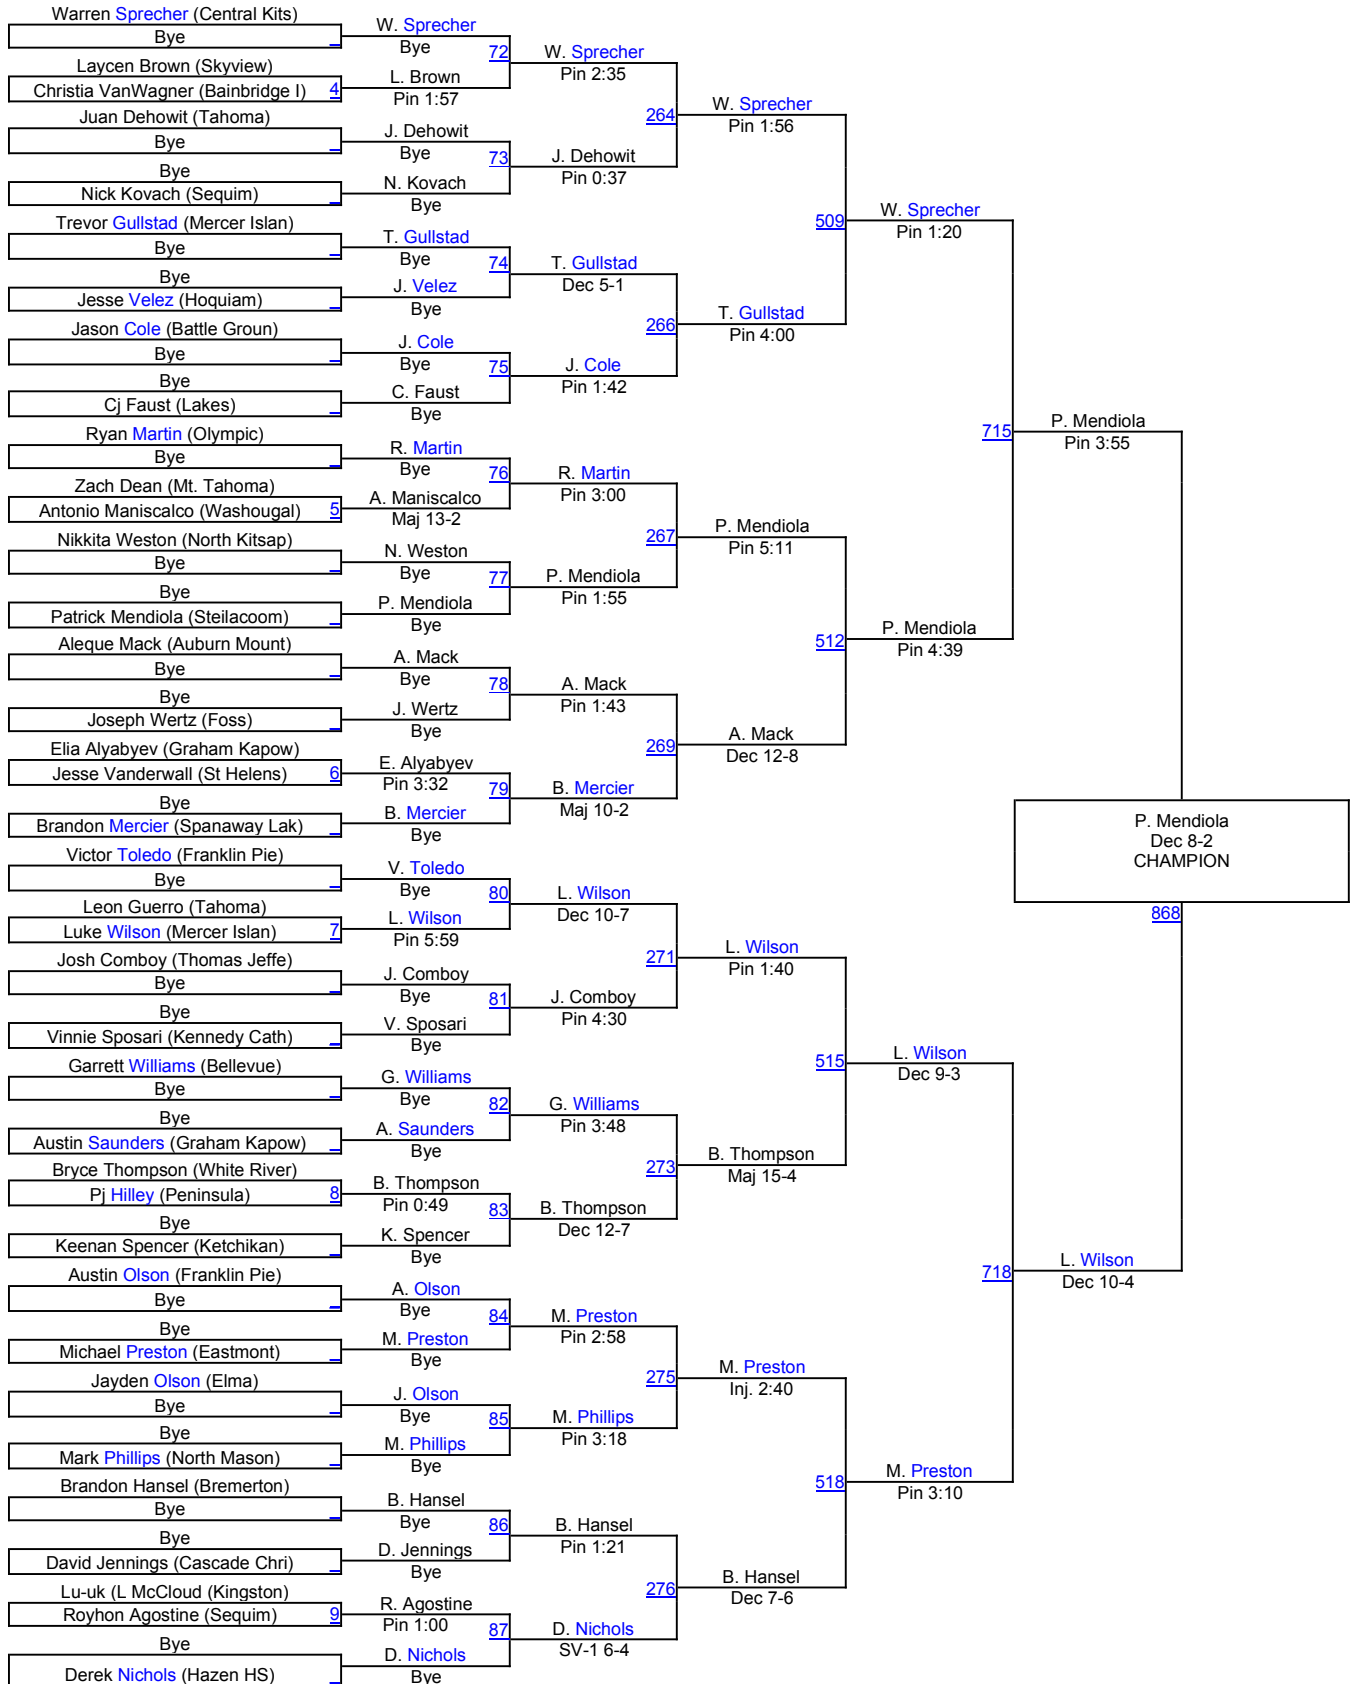 Warren Sprecher (Central Kits)
Bye
Laycen Brown (Skyview)
Christia VanWagner (Bainbridge I) 4
Juan Dehowit (Tahoma)
Bye
Bye
Nick Kovach (Sequim)
Trevor Gullstad (Mercer Islan)
Bye
Bye
Jesse Velez (Hoquiam)
Jason Cole (Battle Groun)
Bye
Bye
Cj Faust (Lakes)
Ryan Martin (Olympic)
Bye
Zach Dean (Mt. Tahoma)
Antonio Maniscalco (Washougal) 5
Nikkita Weston (North Kitsap)
Bye
Bye
Patrick Mendiola (Steilacoom)
Aleque Mack (Auburn Mount)
Bye
Bye
Joseph Wertz (Foss)
Elia Alyabyev (Graham Kapow)
Jesse Vanderwall (St Helens) 6
Bye
Brandon Mercier (Spanaway Lak)
Victor Toledo (Franklin Pie)
Bye
Leon Guerro (Tahoma)
Luke Wilson (Mercer Islan) 7
Josh Comboy (Thomas Jeffe)
Bye
Bye
Vinnie Sposari (Kennedy Cath)
Garrett Williams (Bellevue)
Bye
Bye
Austin Saunders (Graham Kapow)
Bryce Thompson (White River)
Pj Hilley (Peninsula) 8
Bye
Keenan Spencer (Ketchikan)
Austin Olson (Franklin Pie)
Bye
Bye
Michael Preston (Eastmont)
Jayden Olson (Elma)
Bye
Bye
Mark Phillips (North Mason)
Brandon Hansel (Bremerton)
Bye
Bye
David Jennings (Cascade Chri)
Lu-uk (L McCloud (Kingston)
Royhon Agostine (Sequim) 9
Bye
Derek Nichols (Hazen HS)
W. Sprecher
Bye
72
L. Brown
Pin 1:57
J. Dehowit
Bye
73
N. Kovach
Bye
T. Gullstad
Bye
74
J. Velez
Bye
J. Cole
Bye
75
C. Faust
Bye
R. Martin
Bye
76
A. Maniscalco
Maj 13-2
N. Weston
Bye
77
P. Mendiola
Bye
A. Mack
Bye
78
J. Wertz
Bye
E. Alyabyev
Pin 3:32
79
B. Mercier
Bye
V. Toledo
Bye
80
L. Wilson
Pin 5:59
J. Comboy
Bye
81
V. Sposari
Bye
G. Williams
Bye
82
A. Saunders
Bye
B. Thompson
Pin 0:49
83
K. Spencer
Bye
A. Olson
Bye
84
M. Preston
Bye
J. Olson
Bye
85
M. Phillips
Bye
B. Hansel
Bye
86
D. Jennings
Bye
R. Agostine
Pin 1:00
87
D. Nichols
Bye
W. Sprecher
Pin 2:35
264
J. Dehowit
Pin 0:37
T. Gullstad
Dec 5-1
266
J. Cole
Pin 1:42
R. Martin
Pin 3:00
267
P. Mendiola
Pin 1:55
A. Mack
Pin 1:43
269
B. Mercier
Maj 10-2
L. Wilson
Dec 10-7
271
J. Comboy
Pin 4:30
G. Williams
Pin 3:48
273
B. Thompson
Dec 12-7
M. Preston
Pin 2:58
275
M. Phillips
Pin 3:18
B. Hansel
Pin 1:21
276
D. Nichols
SV-1 6-4
W. Sprecher
Pin 1:56
509
T. Gullstad
Pin 4:00
P. Mendiola
Pin 5:11
512
A. Mack
Dec 12-8
L. Wilson
Pin 1:40
515
B. Thompson
Maj 15-4
M. Preston
Inj. 2:40
518
B. Hansel
Dec 7-6
W. Sprecher
Pin 1:20
715
P. Mendiola
Pin 4:39
L. Wilson
Dec 9-3
718
M. Preston
Pin 3:10
P. Mendiola
Pin 3:55
L. Wilson
Dec 10-4
P. Mendiola
Dec 8-2
CHAMPION
868